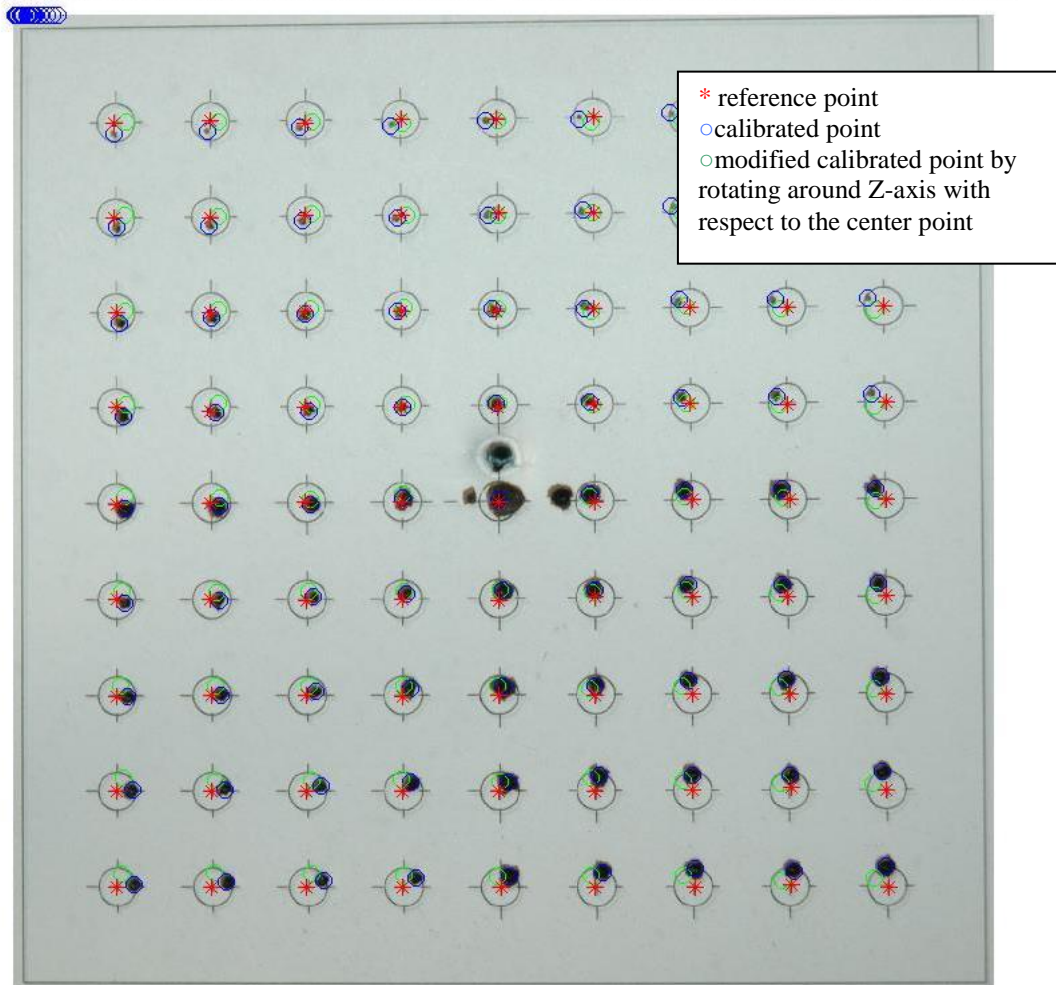 * reference point
○calibrated point
○modified calibrated point by
rotating around Z-axis with
respect to the center point